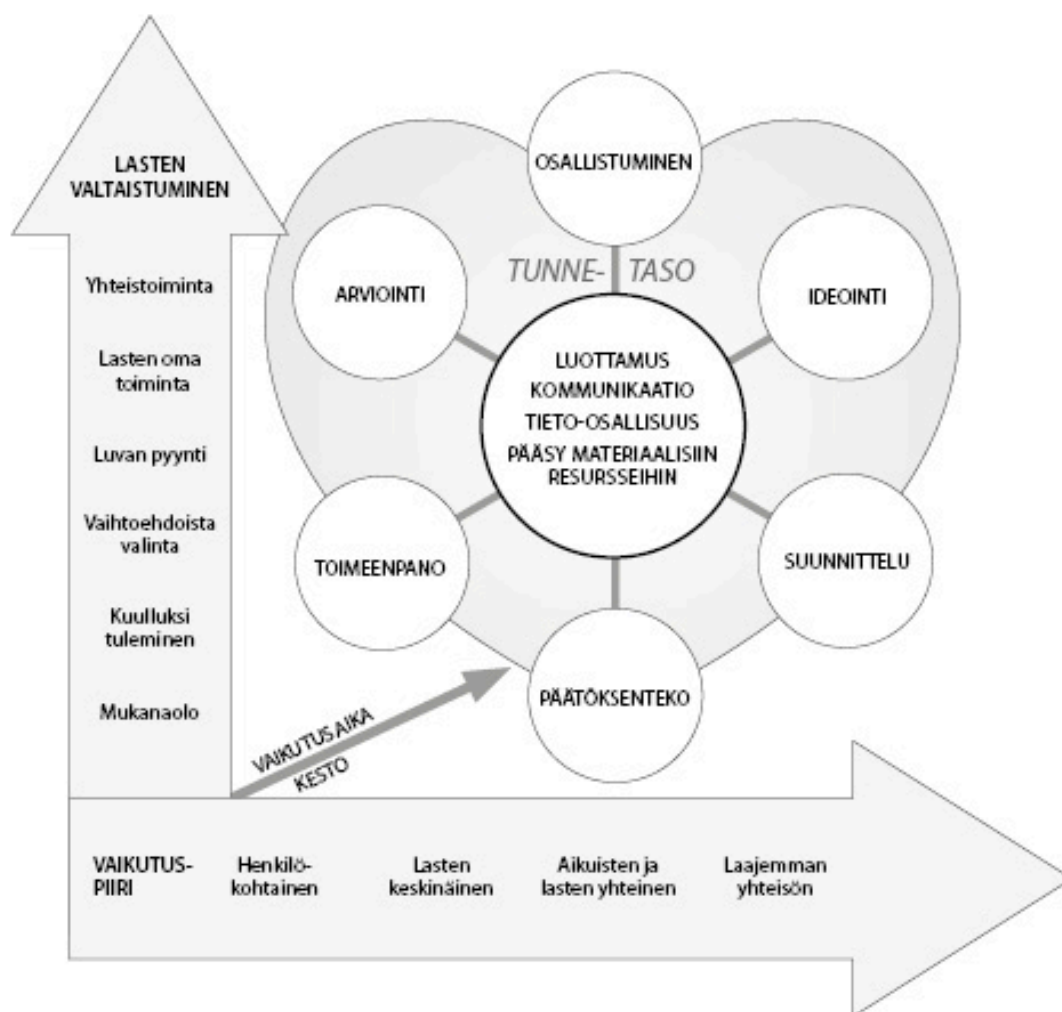 LASTEN
VALTAISTUMINEN
Yhteistoiminta
Lasten oma
toiminta
Luvan pyynti
Vaihtoehdoista
valinta
Kuulluksi
tuleminen
Mukanaolo
OSALLISTUMINEN
TUNNE- TASO
ARVIOINTI
IDEOINTI
LUOTTAMUS
KOMMUNIKAATIO
TIETO-OSALLISUUS
PÄÄSY MATERIAALISIIN
RESURSSEIHIN
TOIMEENPANO
SUUNNITTELU
PÄÄTÖKSENTEKO
VAIKUTUSAIKA
KESTO
VAIKUTUS-
PIIRI
Henkilö-
kohtainen
Lasten
keskinäinen
Aikuisten ja
lasten yhteinen
Laajemman
yhteisön